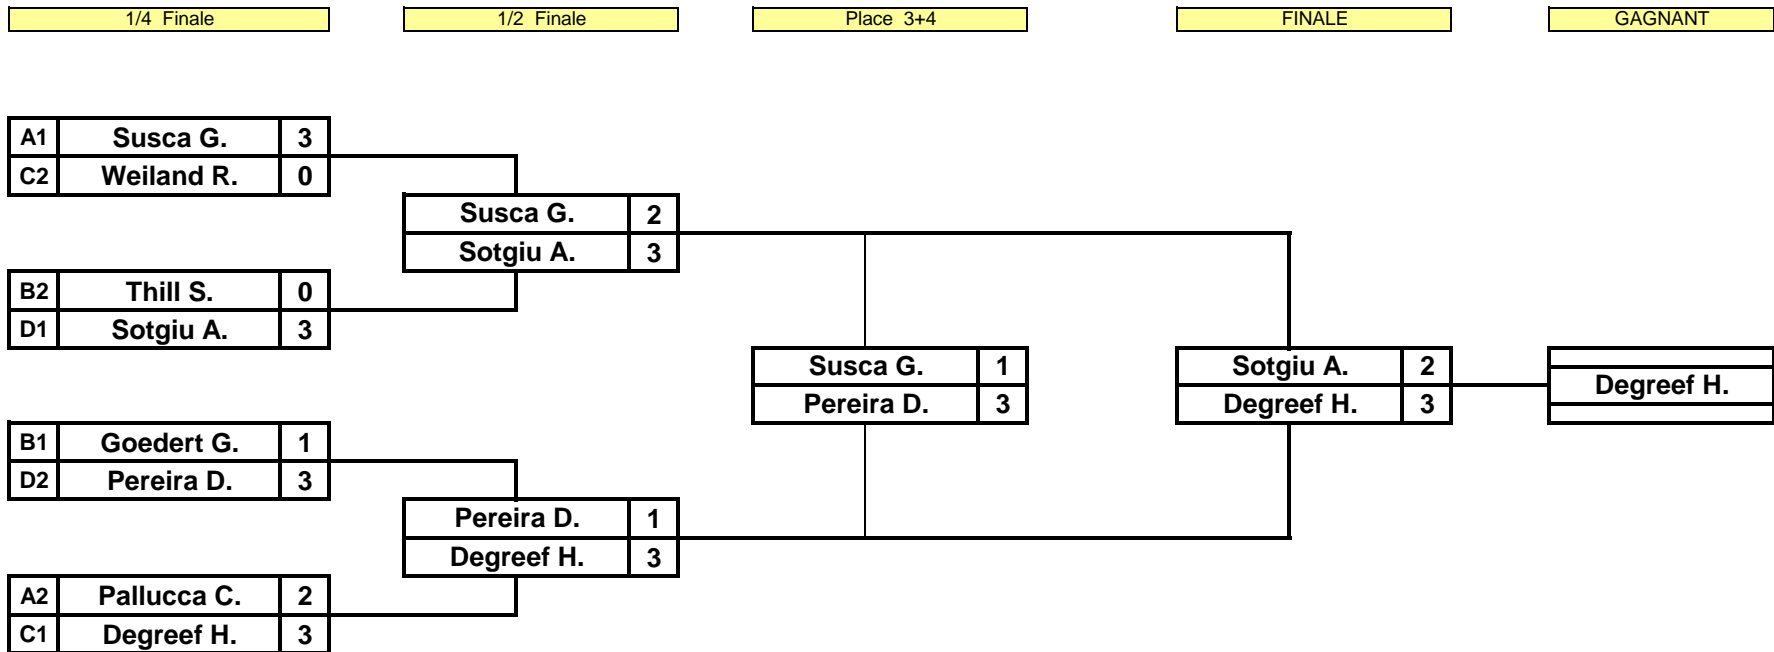 1/4 Finale 1/2 Finale Place 3+4 FINALE GAGNANT
A1 Susca G. 3
C2 Weiland R. 0
Susca G. 2
Sotgiu A. 3
B2 Thill S. 0
D1 Sotgiu A. 3
Susca G. 1
Pereira D. 3
Sotgiu A. 2
Degreef H. 3
Degreef H.
B1 Goedert G. 1
D2 Pereira D. 3
Pereira D. 1
Degreef H. 3
A2 Pallucca C. 2
C1 Degreef H. 3